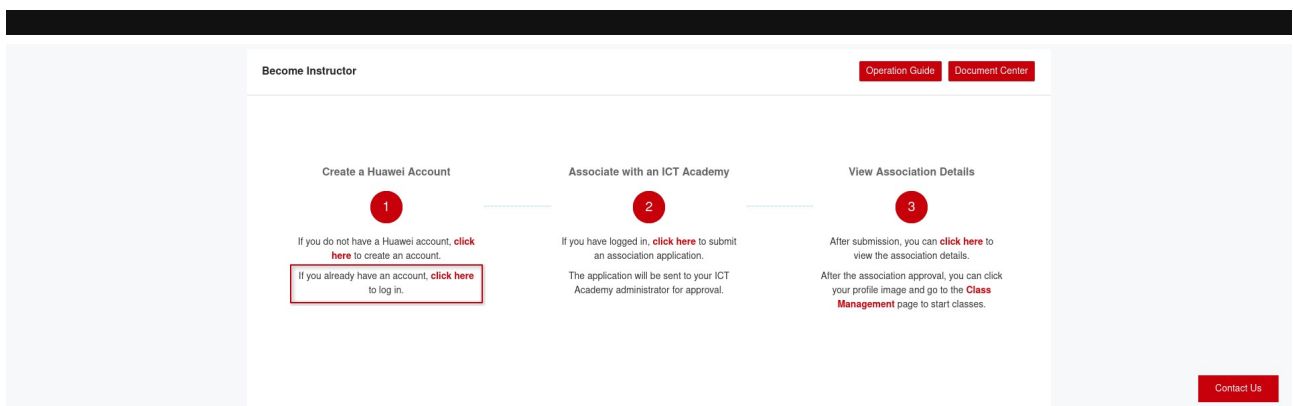 Become Instructor
Operation Guide
Document Center
Create a Huawei Account
1
If you do not have a Huawei account, click
here to create an account.
If you already have an account, click here
to log in.
Associate with an ICT Academy
2
If you have logged in, click here to submit
an association application.
The application will be sent to your ICT
Academy administrator for approval.
View Association Details
3
After submission, you can click here to
view the association details.
After the association approval, you can click
your profile image and go to the Class
Management page to start classes.
Contact Us